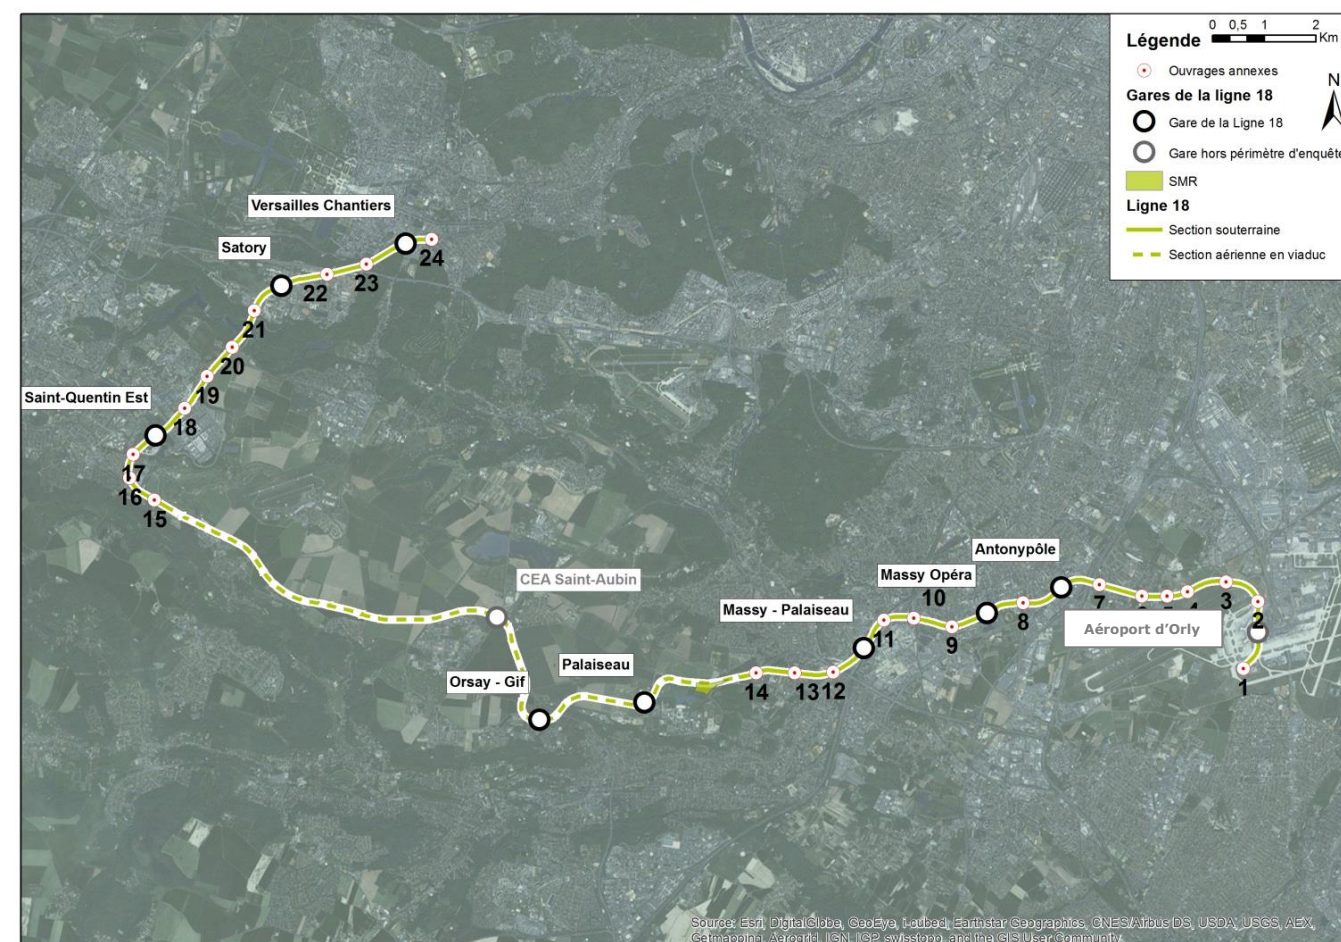 0 0,5 1 2
Km
Légende
N
Ouvrages annexes
Gares de la ligne 18
Gare de la Ligne 18
Gare hors périmètre d'enquête
SMR
Ligne 18
Section souterraine
Section aérienne en viaduc
Versailles Chantiers
Satory
24
23
22
21
20
19
Saint-Quentin Est
18
17
16
15
Antonypôle
CEA Saint-Aubin
Massy Opéra
10
Massy - Palaiseau
7
3
8
2
Aéroport d'Orly
11
9
Palaiseau
Orsay - Gif
14
13
12
1
Source: Esri, DigitalGlobe, GeoEye, i-cubed, Earthstar Geographics, CNES/Airbus DS, USDA, USGS, AEX,
Getmapping, Aerogrid, IGN, IGP, swisstopo, and the GIS User Community